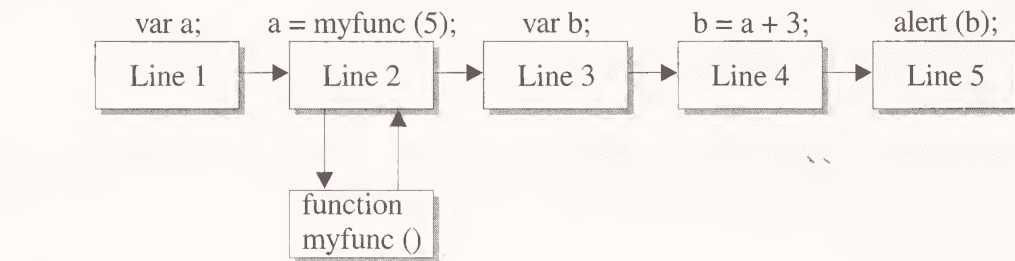 var a; a = myfunc (5); var b; b = a + 3; alert (b);
Line 1 Line 2 Line 3 Line 4 Line 5
function
myfunc ()